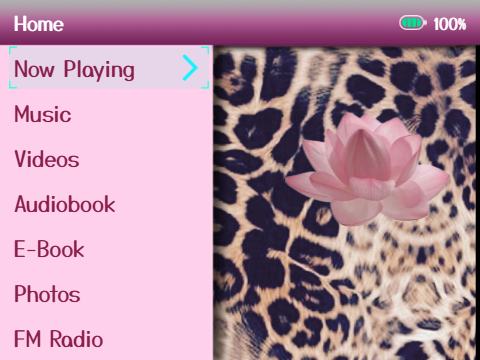 Home
100%
Now Playing
Music
Videos
Audiobook
E-Book
Photos
FM Radio